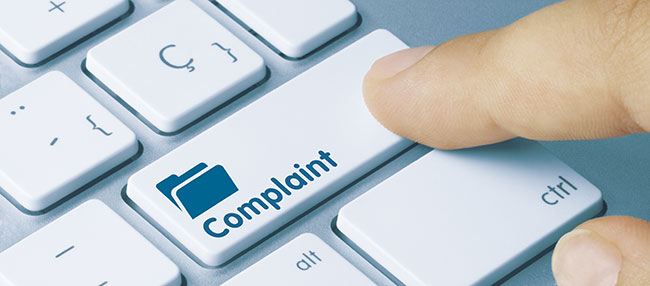 +
Ç }
¨ ´ {
Complaint
ctrl
alt
-